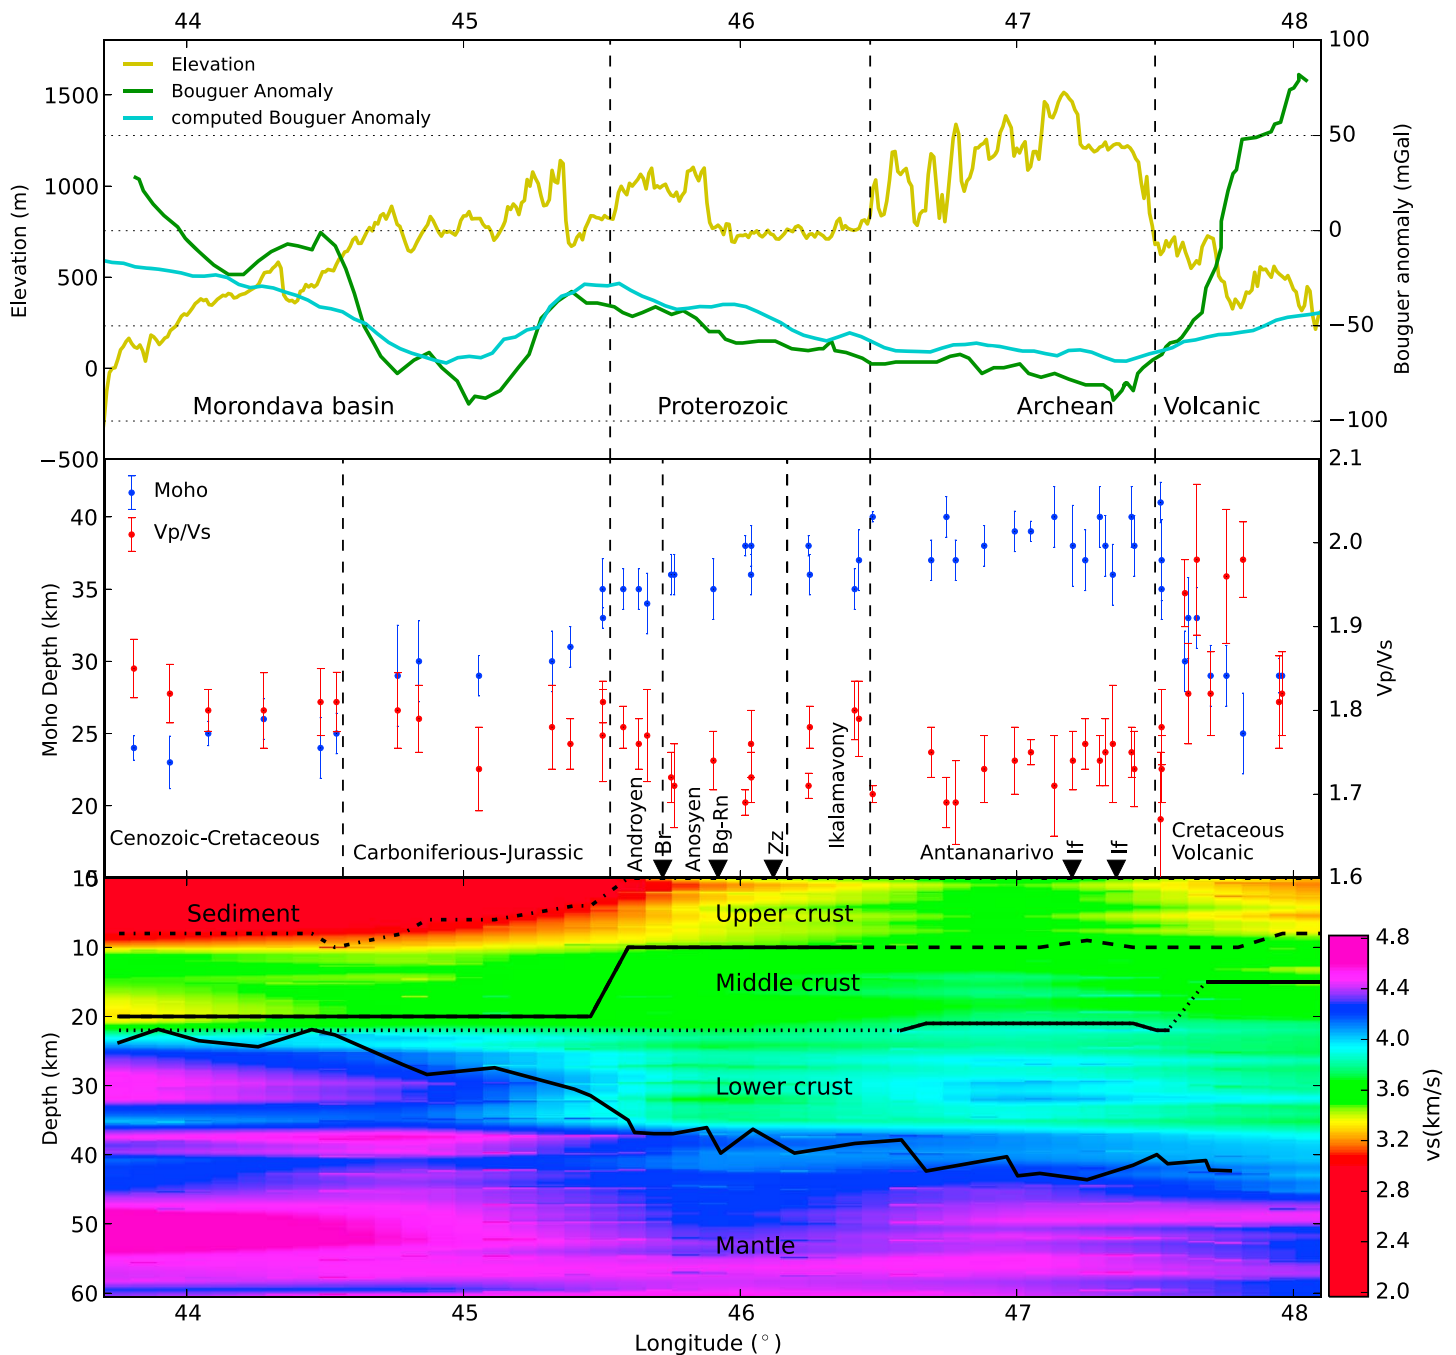 44 45 46 47 48
Elevation
Bouguer Anomaly
computed Bouguer Anomaly
1500
1000
500
0
−500
Elevation (m)
100
50
0
−50
−100
Bouguer anomaly (mGal)
Morondava basin Proterozoic Archean Volcanic
Moho
Vp/Vs
40
35
30
25
20
15
Moho Depth (km)
2.1
2.0
1.9
1.8
1.7
1.6
Vp/Vs
Cenozoic-Cretaceous
Carboniferious-Jurassic
Androyen
Br
Anosyen
Bg-Rn
Zz
Ikalamavony
Antananarivo
If
If
Cretaceous
Volcanic
Sediment
Upper crust
Middle crust
Lower crust
Mantle
10
20
30
40
50
60
Depth (km)
4.8
4.4
4.0
3.6
3.2
2.8
2.4
2.0
vs(km/s)
44 45 46 47 48
Longitude (°)